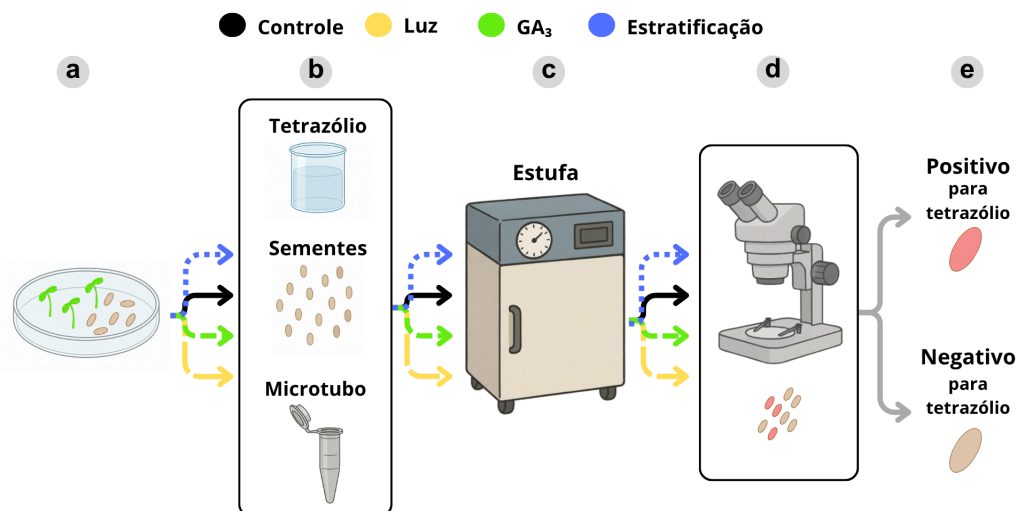 Controle
Luz
GA₃
Estratificação
a
b
c
d
e
Tetrazólio
Sementes
Microtubo
Estufa
Positivo
para
tetrazólio
Negativo
para
tetrazólio